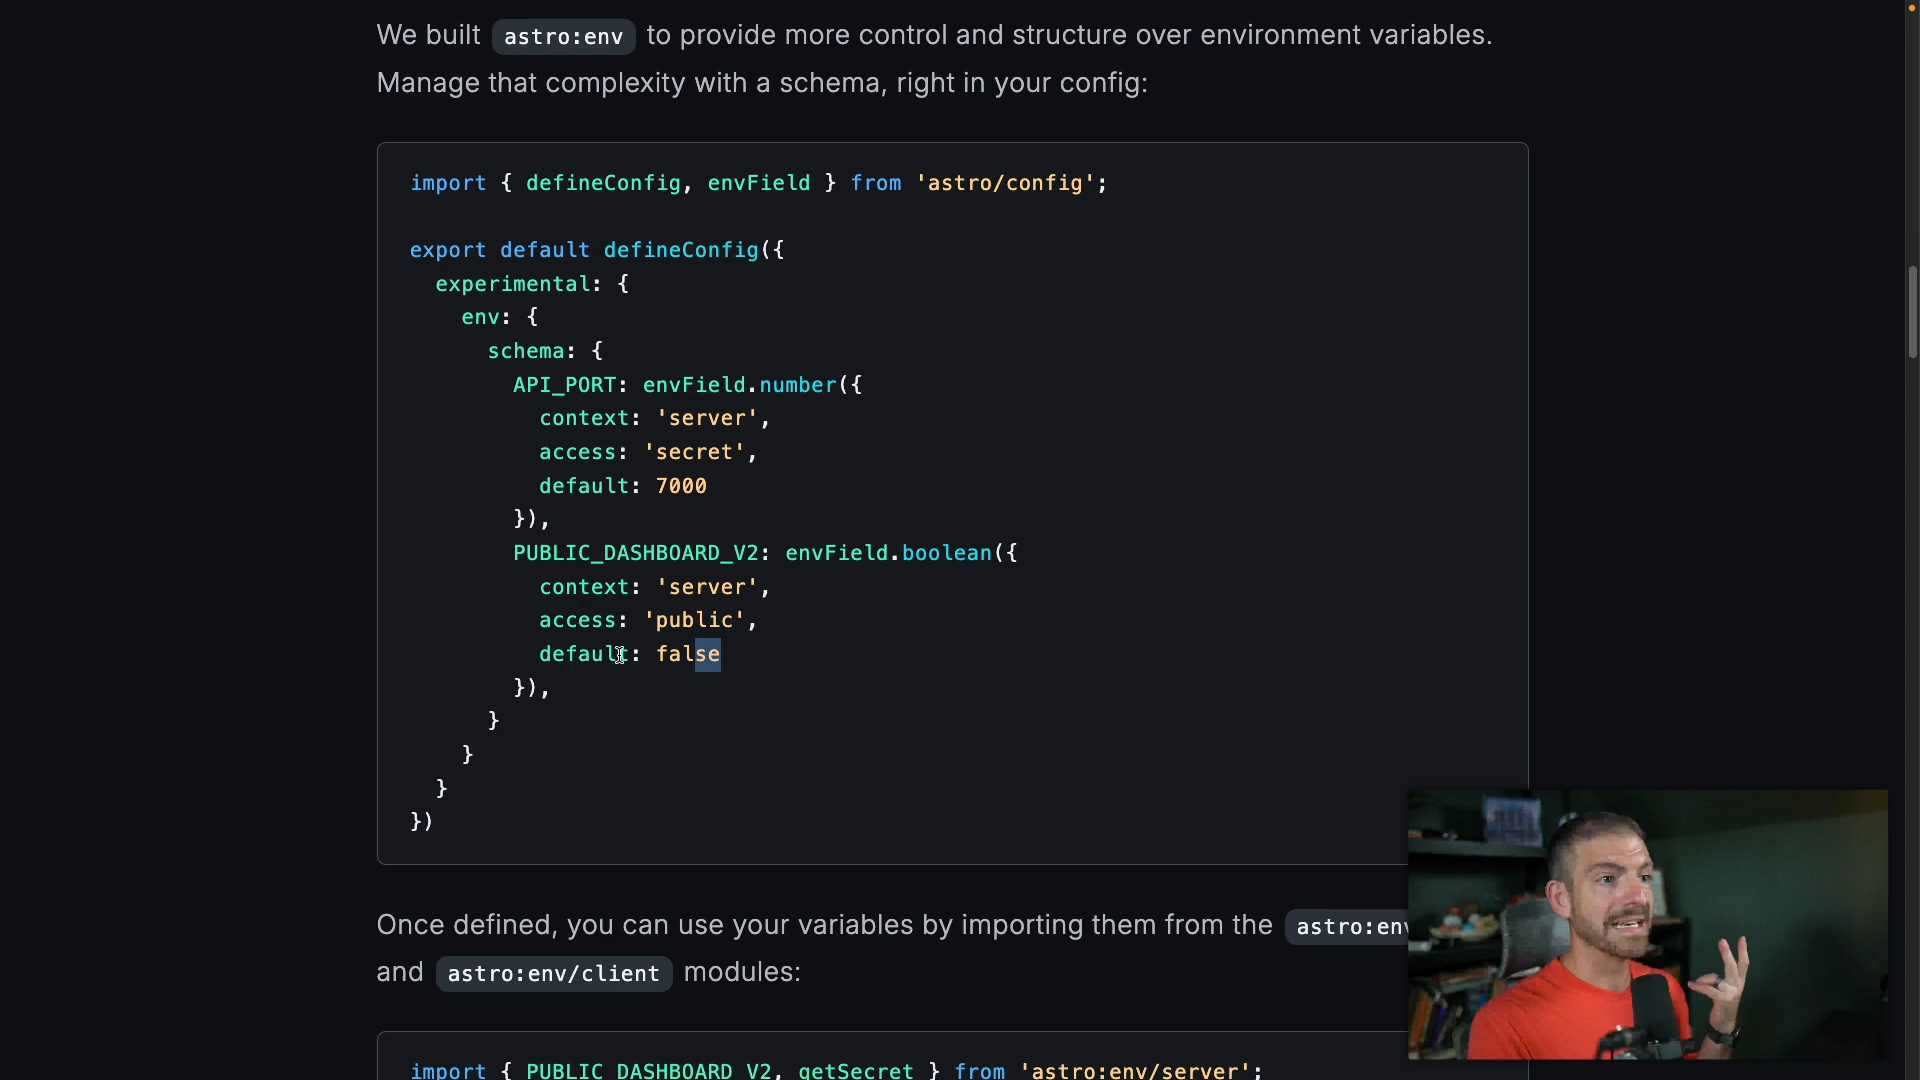 We built astro:env to provide more control and structure over environment variables.
Manage that complexity with a schema, right in your config:
import { defineConfig, envField } from 'astro/config';
export default defineConfig({
  experimental: {
    env: {
      schema: {
        API_PORT: envField.number({
          context: 'server',
          access: 'secret',
          default: 7000
        }),
        PUBLIC_DASHBOARD_V2: envField.boolean({
          context: 'server',
          access: 'public',
          default: false
        }),
      }
    }
  }
})
Once defined, you can use your variables by importing them from the astro:env
and astro:env/client modules:
import { PUBLIC_DASHBOARD_V2, getSecret } from 'astro:env/server';